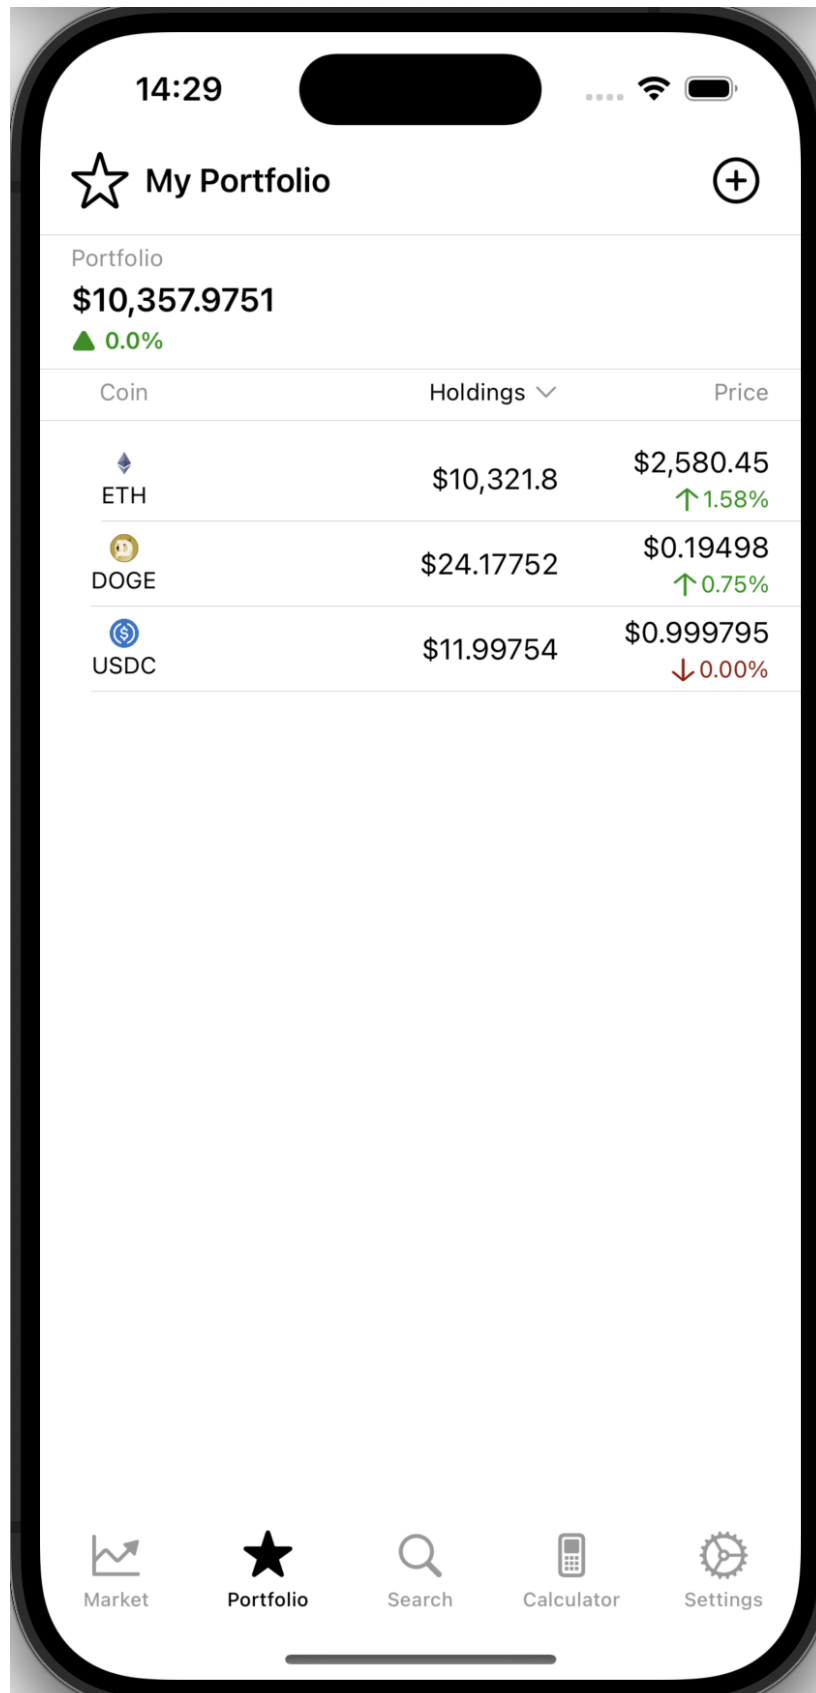 14:29
My Portfolio
Portfolio
$10,357.9751
0.0%
Coin Holdings Price
ETH $10,321.8 $2,580.45
1.58%
DOGE $24.17752 $0.19498
0.75%
USDC $11.99754 $0.999795
0.00%
Market Portfolio Search Calculator Settings